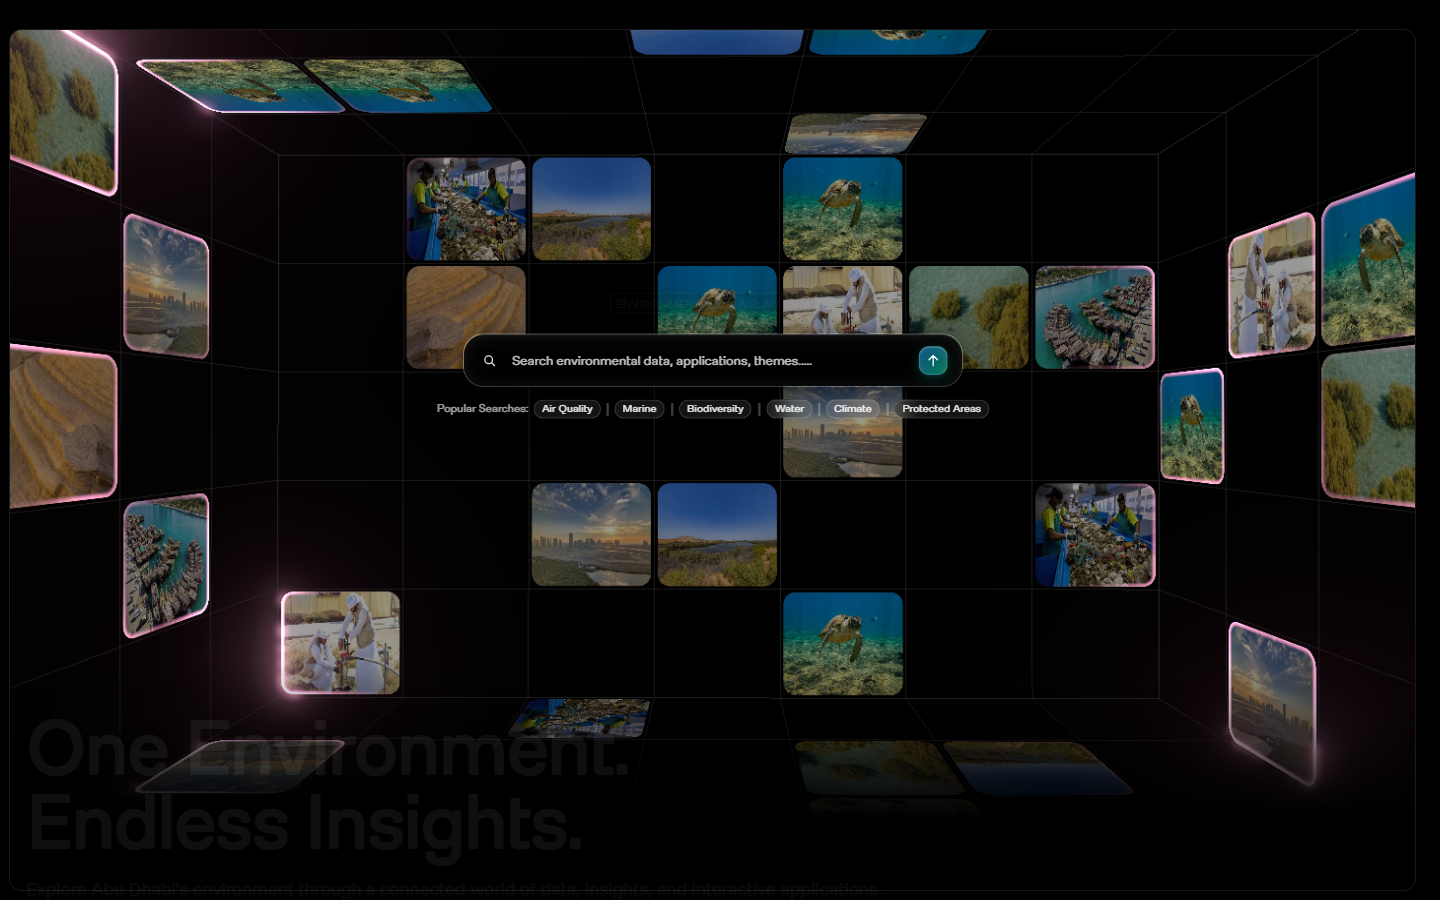 Search environmental data, applications, themes.....
Popular Searches: Air Quality | Marine | Biodiversity | Water | Climate | Protected Areas
One Environment.
Endless Insights.
Explore Abu Dhabi's environment through a connected world of data, insights, and interactive applications.